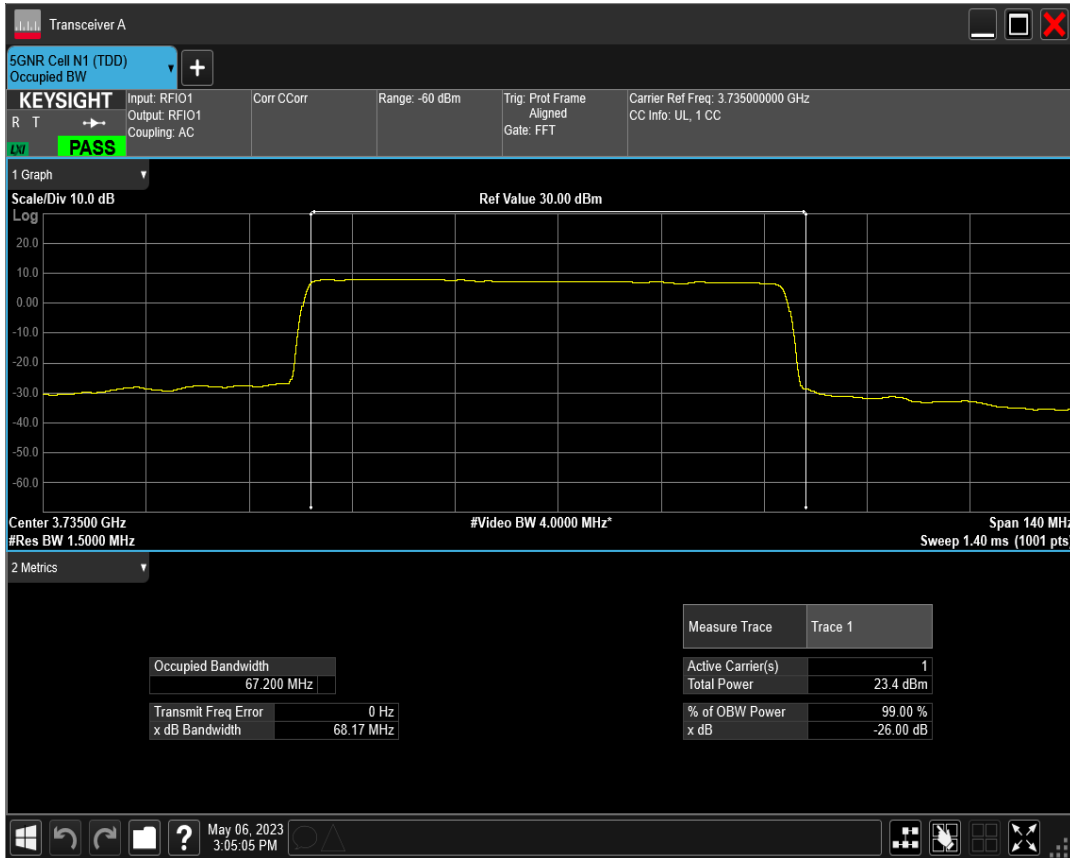 Transceiver A
5GNR Cell N1 (TDD)
Occupied BW
+
KEYSIGHT
R T
LXI
PASS
Input: RFIO1
Output: RFIO1
Coupling: AC
Corr CCorr
Range: -60 dBm
Trig: Prot Frame
Aligned
Gate: FFT
Carrier Ref Freq: 3.735000000 GHz
CC Info: UL, 1 CC
1 Graph
Scale/Div 10.0 dB
Ref Value 30.00 dBm
Log
20.0
10.0
0.00
-10.0
-20.0
-30.0
-40.0
-50.0
-60.0
Center 3.73500 GHz
#Video BW 4.0000 MHz*
Span 140 MHz
#Res BW 1.5000 MHz
Sweep 1.40 ms (1001 pts)
2 Metrics
Measure Trace Trace 1
Occupied Bandwidth
67.200 MHz
Active Carrier(s) 1
Total Power 23.4 dBm
Transmit Freq Error 0 Hz
x dB Bandwidth 68.17 MHz
% of OBW Power 99.00 %
x dB -26.00 dB
?
May 06, 2023
3:05:05 PM